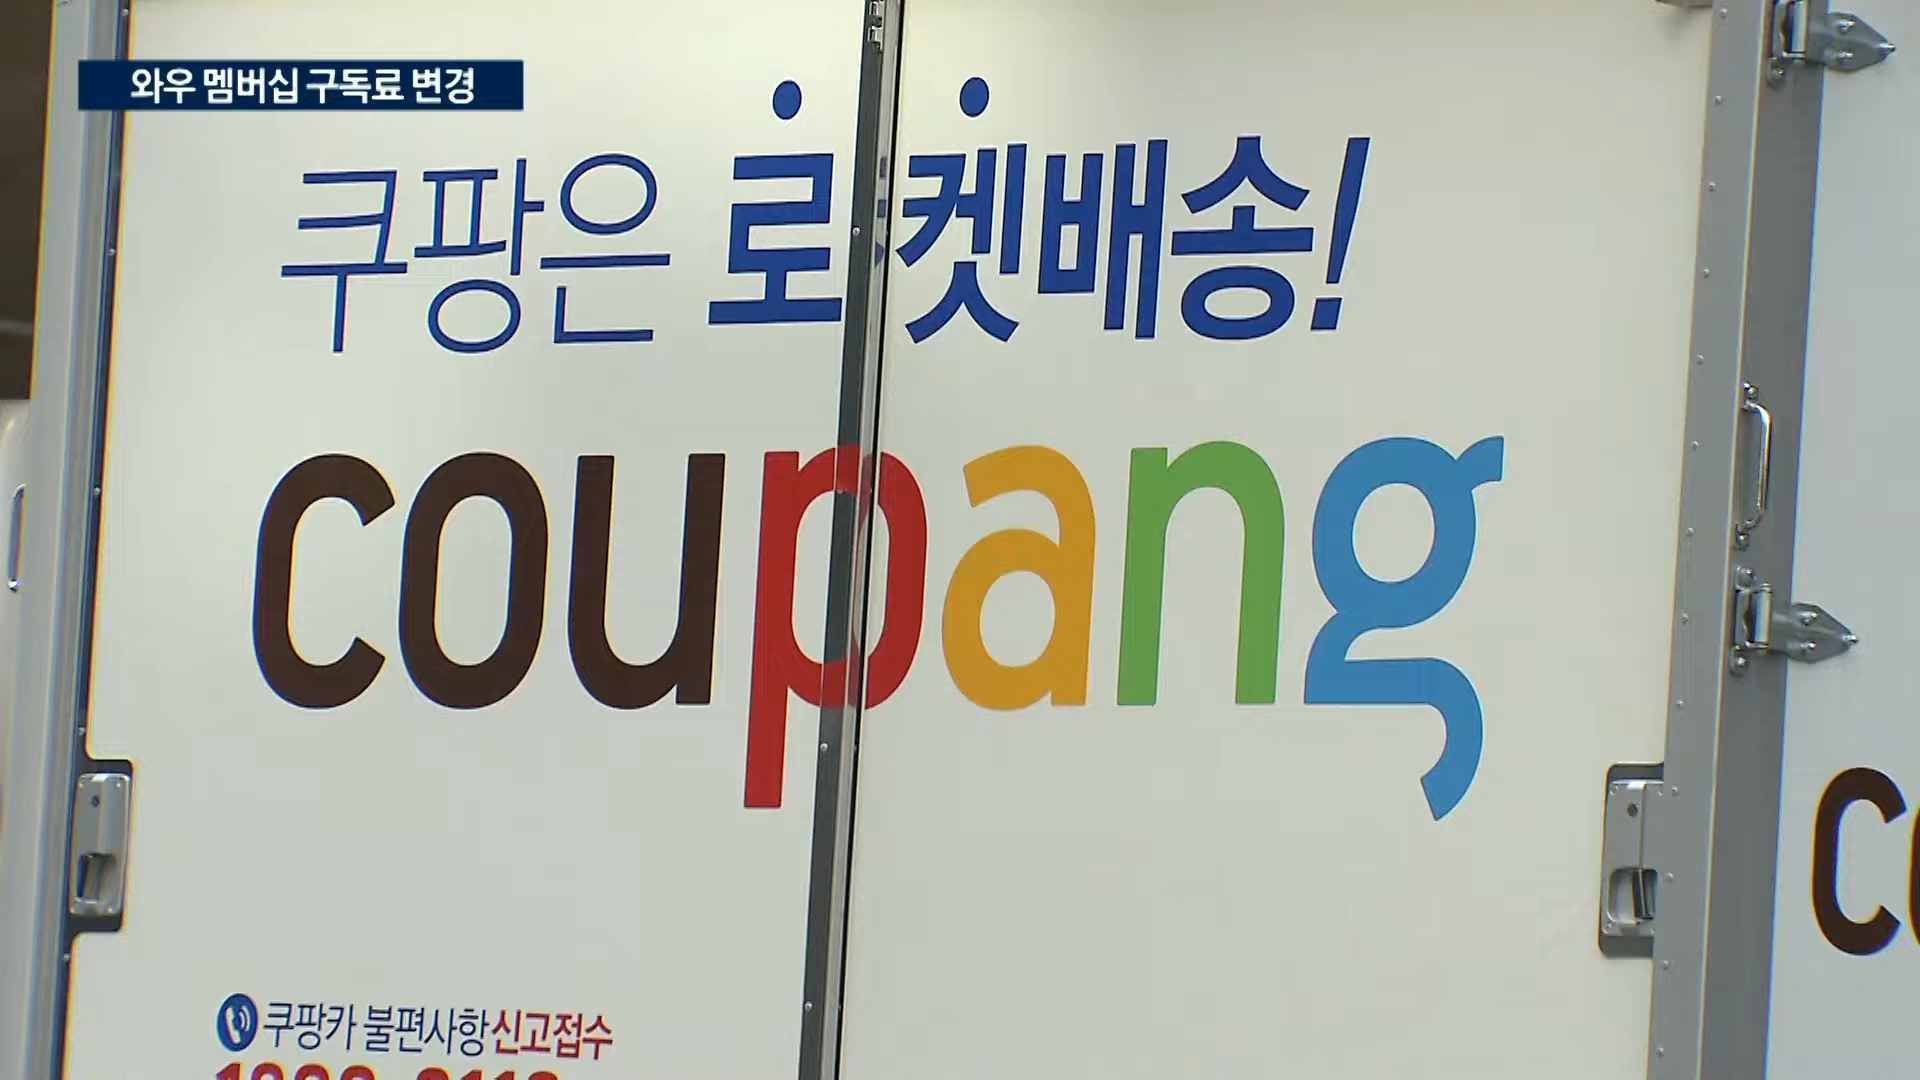 와우 멤버십 구독료 변경
쿠팡은 로켓배송!
coupang
쿠팡카 불편사항신고접수